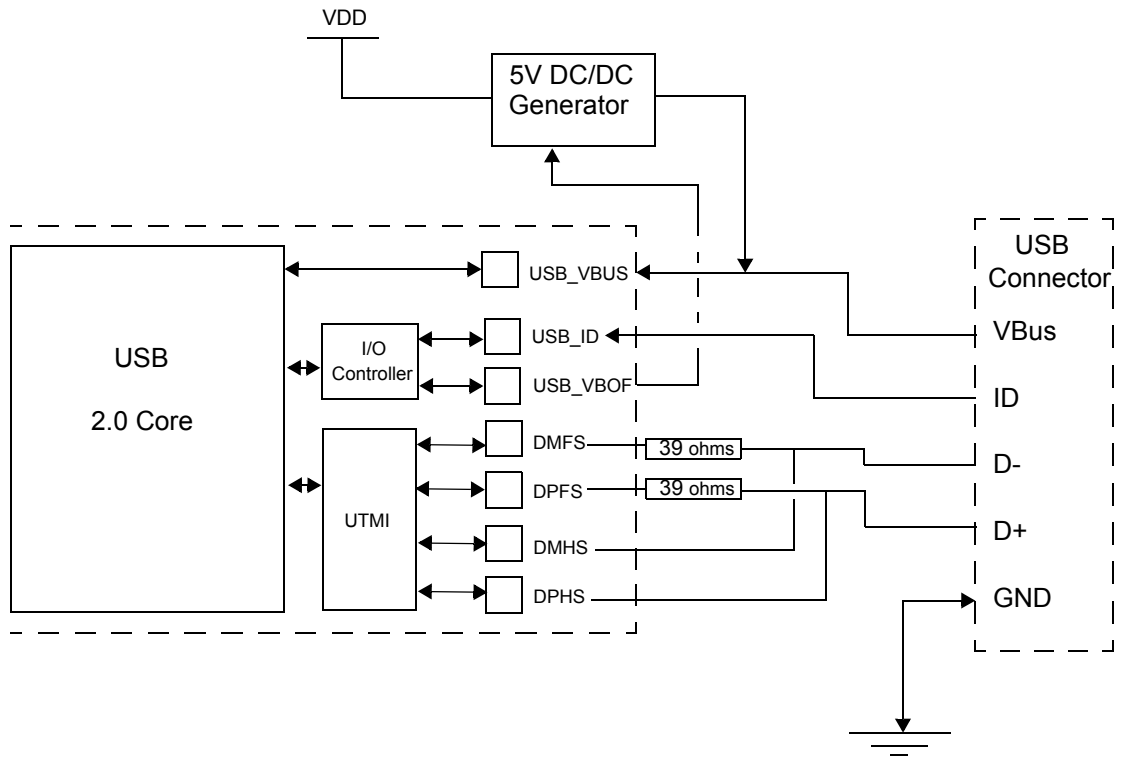 VDD
5V DC/DC
Generator
USB
Connector
USB_VBUS
VBus
USB_ID
I/O
Controller
USB
2.0 Core
USB_VBOF
ID
DMFS
39 ohms
D-
DPFS
39 ohms
UTMI
D+
DMHS
DPHS
GND